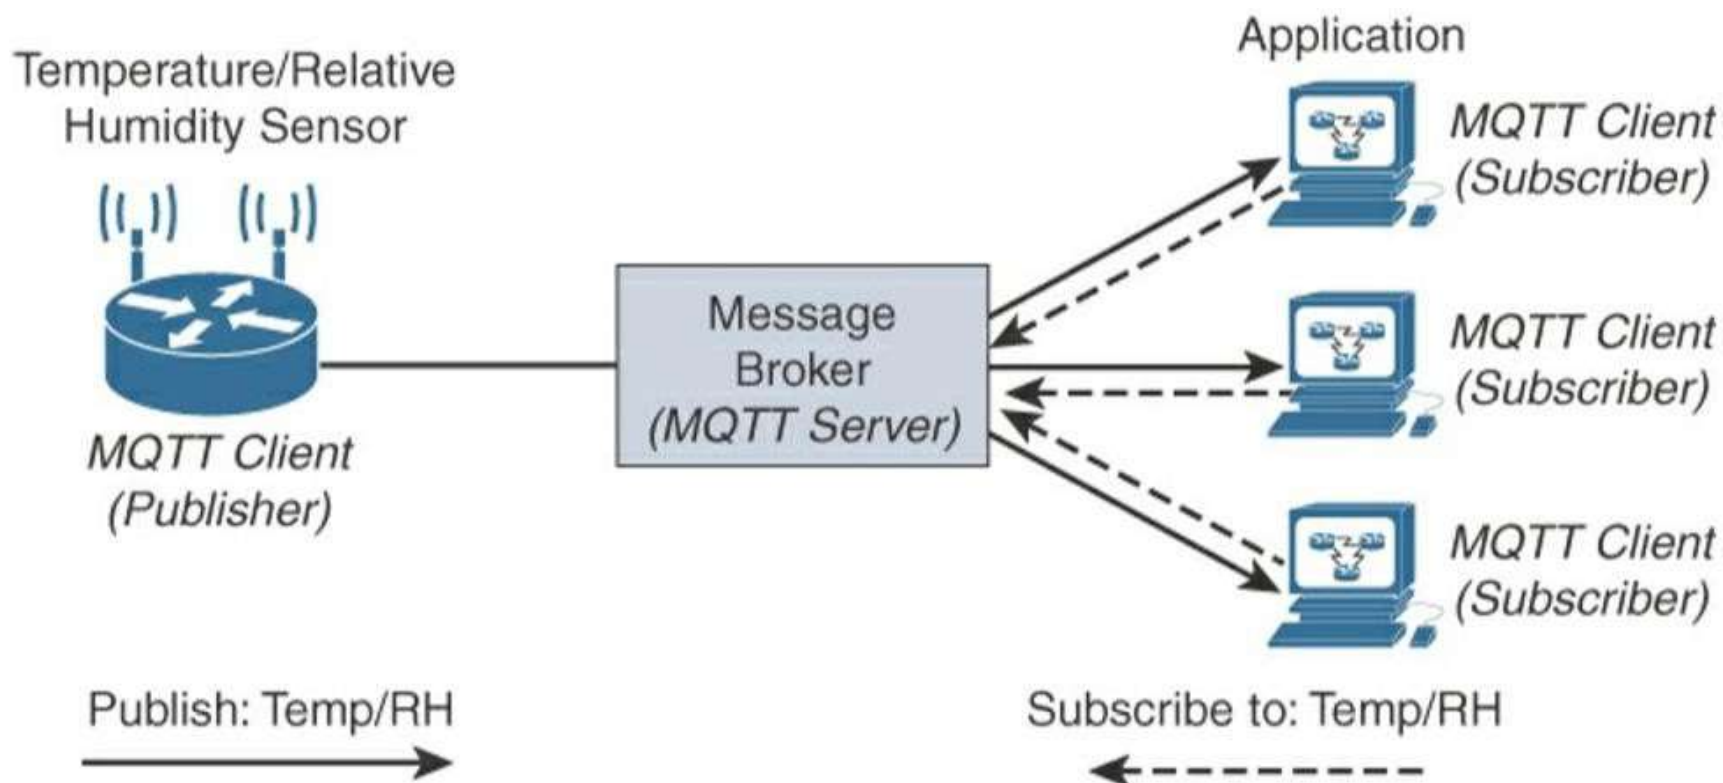 Temperature/Relative
Humidity Sensor
MQTT Client
(Publisher)
Message
Broker
(MQTT Server)
Application
MQTT Client
(Subscriber)
MQTT Client
(Subscriber)
MQTT Client
(Subscriber)
Publish: Temp/RH
Subscribe to: Temp/RH